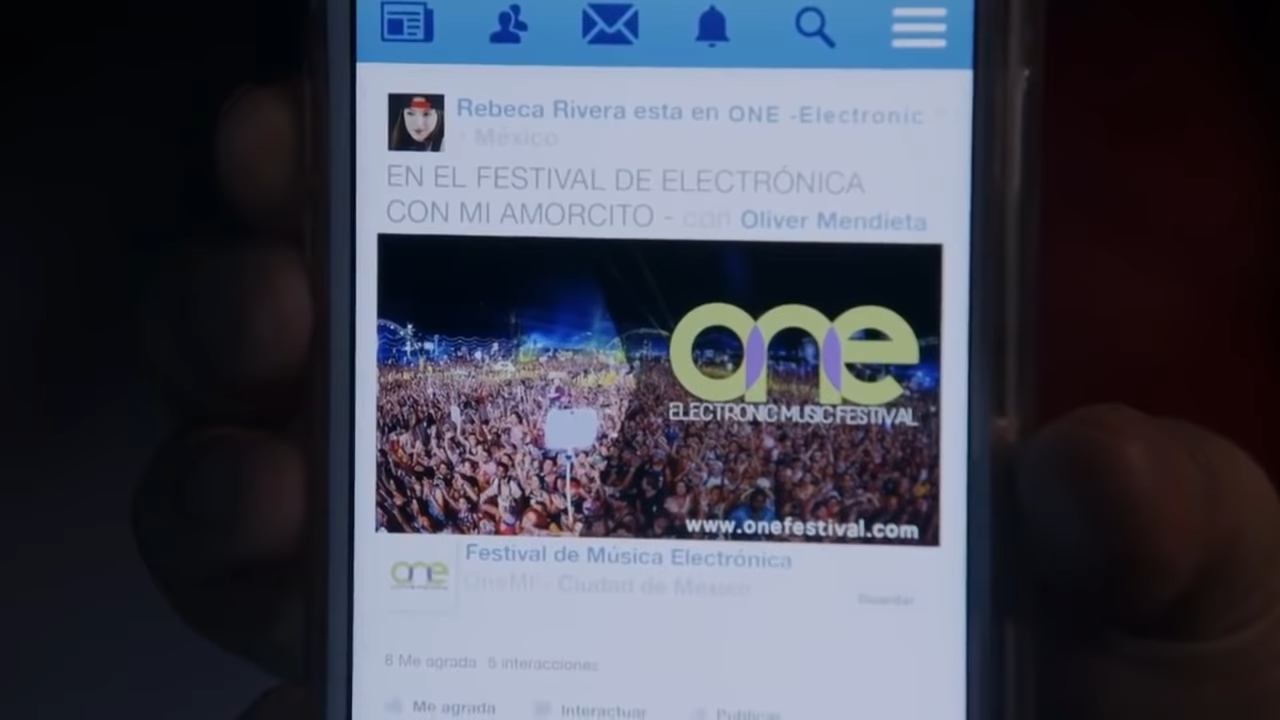 Rebeca Rivera esta en ONE -Electronic
- México
EN EL FESTIVAL DE ELECTRÓNICA
CON MI AMORCITO - con Oliver Mendieta
one
ELECTRONIC MUSIC FESTIVAL
www.onefestival.com
one
Festival de Música Electrónica
OneMF - Ciudad de México
Guardar
8 Me agrada 5 interacciones
Me agrada Interactuar Publicar